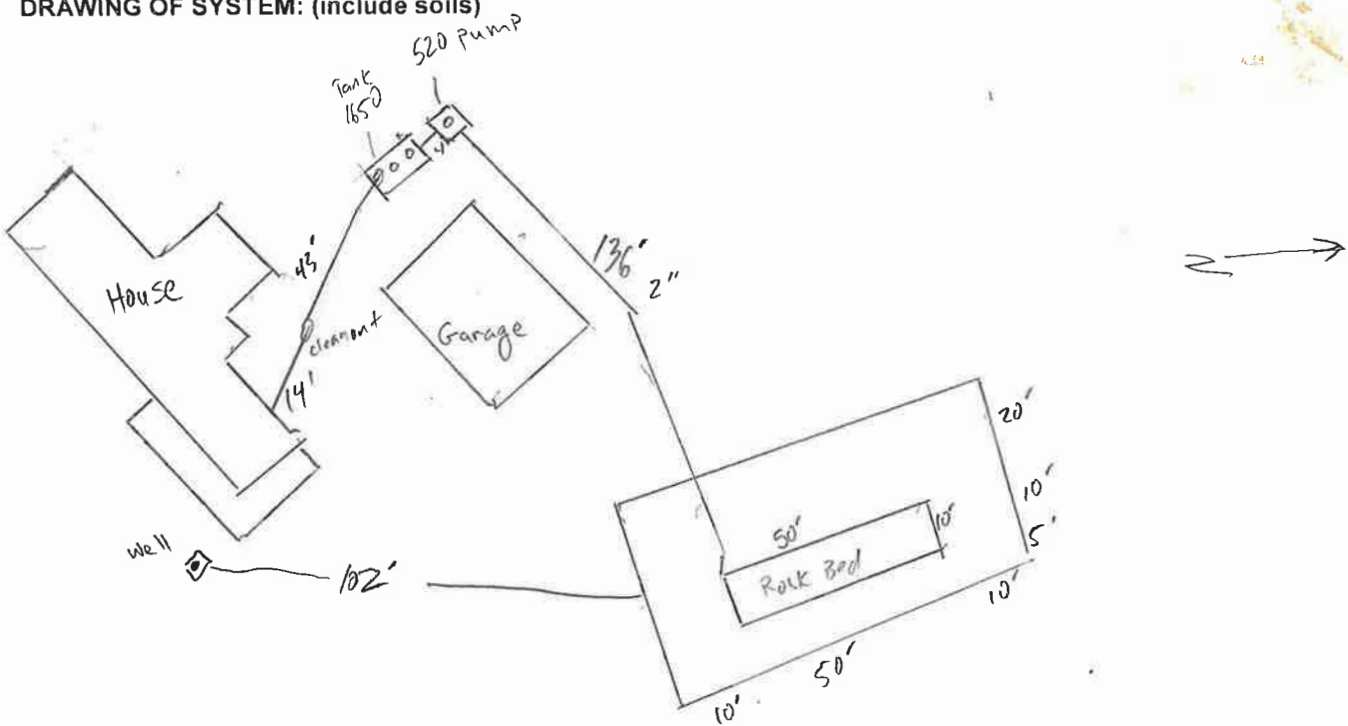 DRAWING OF SYSTEM: (include soils)
520 pump
Tank
1650
4"
43'
House
cleanout
14'
Garage
136'
2"
N
20'
10'
5'
50'
10'
Rock Bed
Well
102'
10'
50'
10'